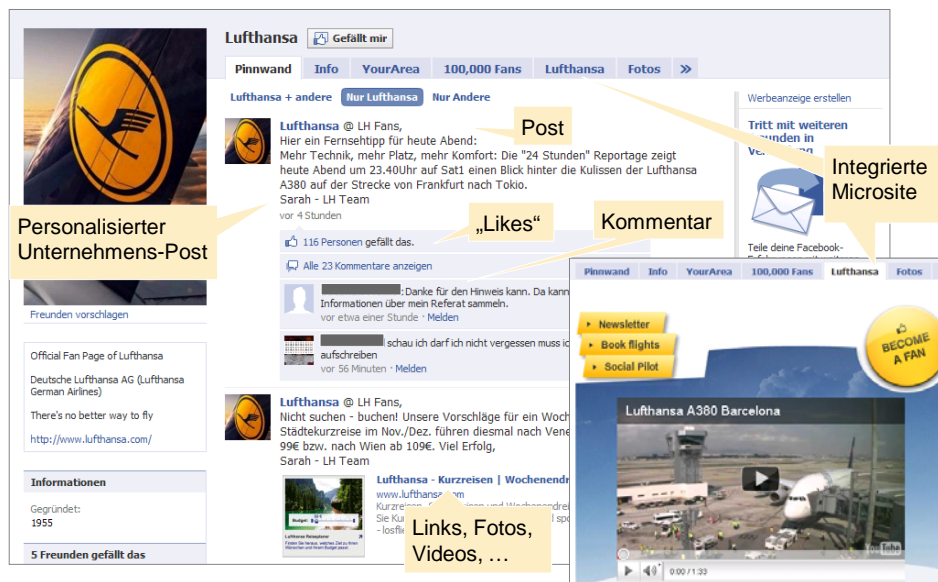 Lufthansa
Gefällt mir
Pinnwand Info YourArea 100,000 Fans Lufthansa Fotos »
Lufthansa + andere Nur Lufthansa Nur Andere
Lufthansa @ LH Fans,
Hier ein Fernsehtipp für heute Abend:
Mehr Technik, mehr Platz, mehr Komfort: Die "24 Stunden" Reportage zeigt
heute Abend um 23.40Uhr auf Sat1 einen Blick hinter die Kulissen der Lufthansa
A380 auf der Strecke von Frankfurt nach Tokio.
Sarah - LH Team
vor 4 Stunden
116 Personen gefällt das.
Alle 23 Kommentare anzeigen
: Danke für den Hinweis kann. Da kann
Informationen über mein Referat sammeln.
vor etwa einer Stunde · Melden
schau ich darf ich nicht vergessen muss ic
aufschreiben
vor 56 Minuten · Melden
Lufthansa @ LH Fans,
Nicht suchen - buchen! Unsere Vorschläge für ein Woch
Städtekurzreise im Nov./Dez. führen diesmal nach Vene
99€ bzw. nach Wien ab 109€. Viel Erfolg,
Sarah - LH Team
Lufthansa - Kurzreisen | Wochenendr
www.lufthansa.com
Sie Ku
- losflie
Budget:
Lufthansa Reiseplaner
Post
„Likes“
Kommentar
Personalisierter
Unternehmens-Post
Links, Fotos,
Videos, …
Integrierte
Microsite
Freunden vorschlagen
Official Fan Page of Lufthansa
Deutsche Lufthansa AG (Lufthansa
German Airlines)
There's no better way to fly
http://www.lufthansa.com/
Informationen
Gegründet:
1955
5 Freunden gefällt das
Werbeanzeige erstellen
Tritt mit weiteren
Teile deine Facebook-
Pinnwand Info YourArea 100,000 Fans Lufthansa Fotos
Newsletter
Book flights
Social Pilot
BECOME
A FAN
Lufthansa A380 Barcelona
YouTube
0:00 / 1:33